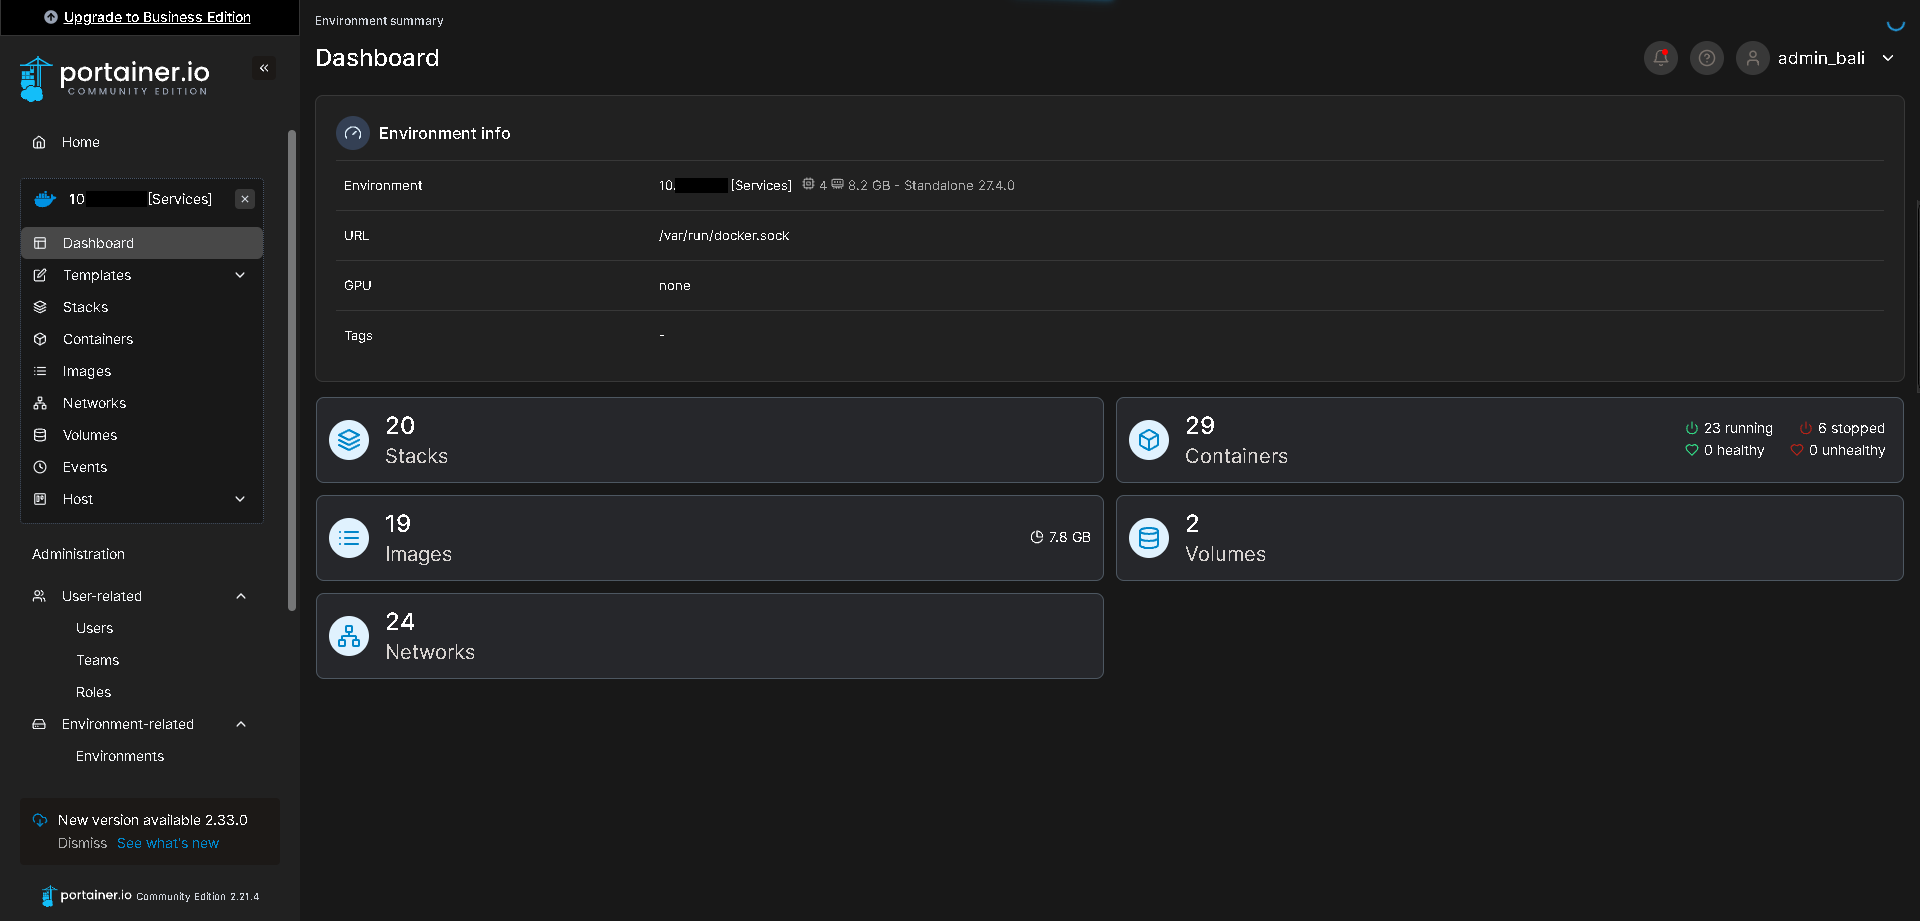 Upgrade to Business Edition
portainer.io
COMMUNITY EDITION
Home
10 [Services]
Dashboard
Templates
Stacks
Containers
Images
Networks
Volumes
Events
Host
Administration
User-related
Users
Teams
Roles
Environment-related
Environments
New version available 2.33.0
Dismiss See what's new
portainer.io Community Edition 2.21.4
Environment summary
Dashboard
admin_bali
Environment info
Environment 10. [Services] 4 8.2 GB - Standalone 27.4.0
URL /var/run/docker.sock
GPU none
Tags -
20
Stacks
29
Containers
23 running 6 stopped
0 healthy 0 unhealthy
19
Images
7.8 GB
2
Volumes
24
Networks